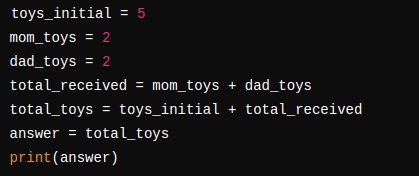 toys_initial = 5
mom_toys = 2
dad_toys = 2
total_received = mom_toys + dad_toys
total_toys = toys_initial + total_received
answer = total_toys
print(answer)